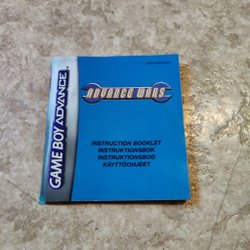 GAME BOY ADVANCE
ADVANCE WARS
INSTRUCTION BOOKLET
INSTRUKTIONSBOK
INSTRUKTIONSBOG
KÄYTTÖOHJEET